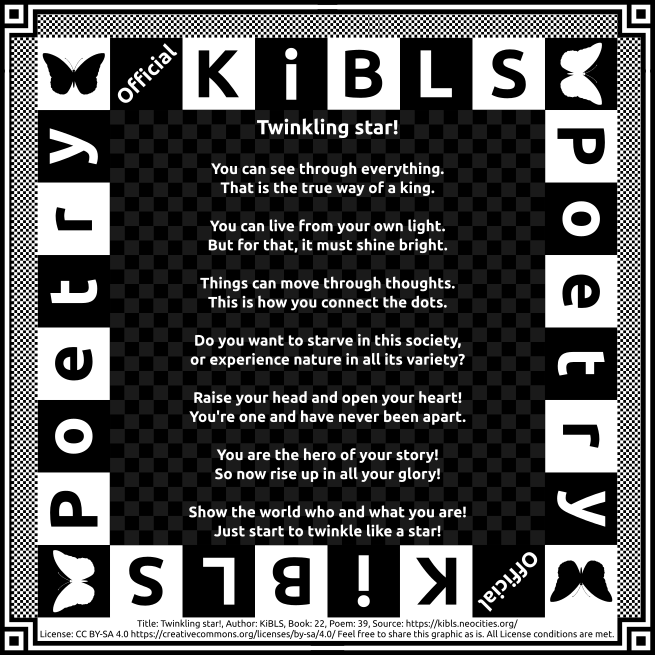 Official KiBLS
Poetry
Poetry
Twinkling star!
You can see through everything.
That is the true way of a king.
You can live from your own light.
But for that, it must shine bright.
Things can move through thoughts.
This is how you connect the dots.
Do you want to starve in this society,
or experience nature in all its variety?
Raise your head and open your heart!
You're one and have never been apart.
You are the hero of your story!
So now rise up in all your glory!
Show the world who and what you are!
Just start to twinkle like a star!
Official KiBLS
Title: Twinkling star!, Author: KiBLS, Book: 22, Poem: 39, Source: https://kibls.neocities.org/
License: CC BY-SA 4.0 https://creativecommons.org/licenses/by-sa/4.0/ Feel free to share this graphic as is. All License conditions are met.